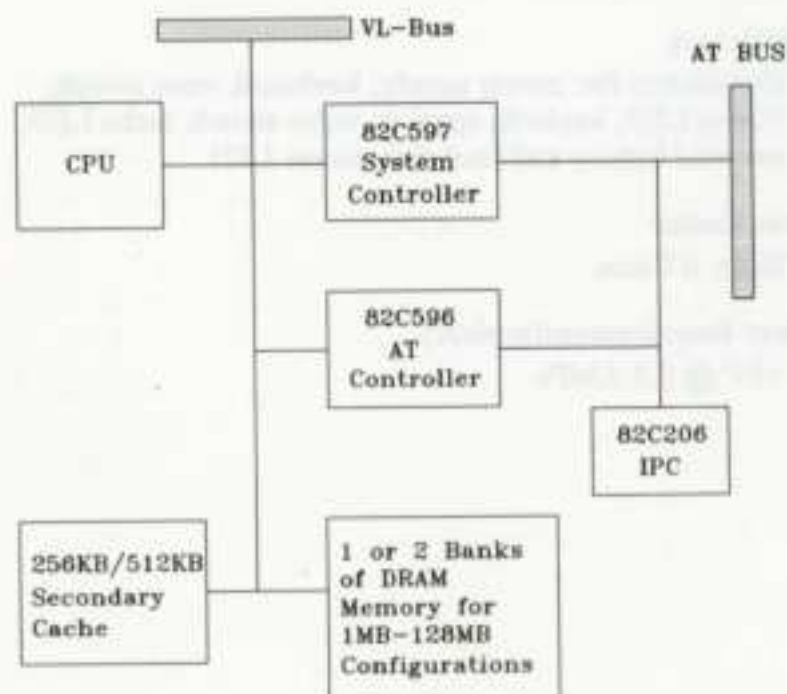 VL-Bus
AT BUS
CPU
82C597
System
Controller
82C596
AT
Controller
82C206
IPC
256KB/512KB
Secondary
Cache
1 or 2 Banks
of DRAM
Memory for
1MB-128MB
Configurations